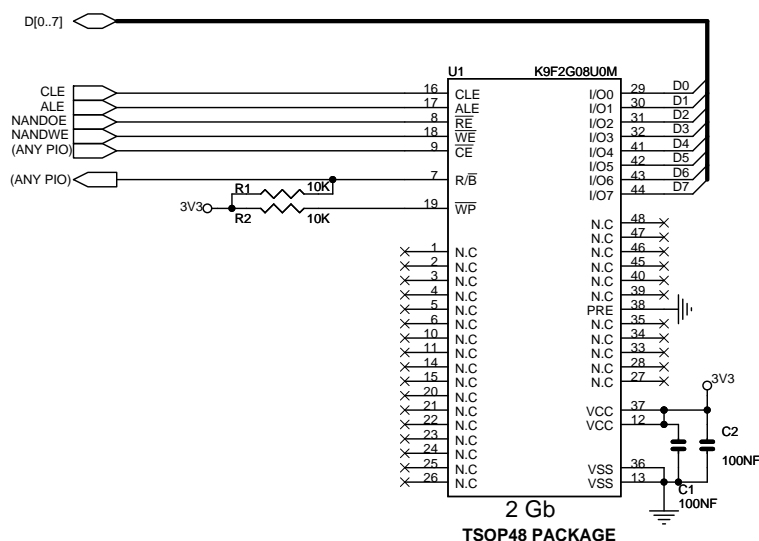 D[0..7]
U1 K9F2G08U0M
CLE 16 CLE I/O0 29 D0
ALE 17 ALE I/O1 30 D1
NANDOE 8 RE I/O2 31 D2
NANDWE 18 WE I/O3 32 D3
(ANY PIO) 9 CE I/O4 41 D4
I/O5 42 D5
(ANY PIO) 7 R/B I/O6 43 D6
R1 10K I/O7 44 D7
3V3 19 WP
R2 10K
N.C 48
N.C 47
1 N.C N.C 46
2 N.C N.C 45
3 N.C N.C 40
4 N.C N.C 39
5 N.C PRE 38
6 N.C N.C 35
10 N.C N.C 34
11 N.C N.C 33
14 N.C N.C 28
15 N.C N.C 27
20 N.C 3V3
21 N.C VCC 37
22 N.C VCC 12
23 N.C C2
24 N.C 100NF
25 N.C VSS 36
26 N.C VSS 13
C1
100NF
2 Gb
TSOP48 PACKAGE